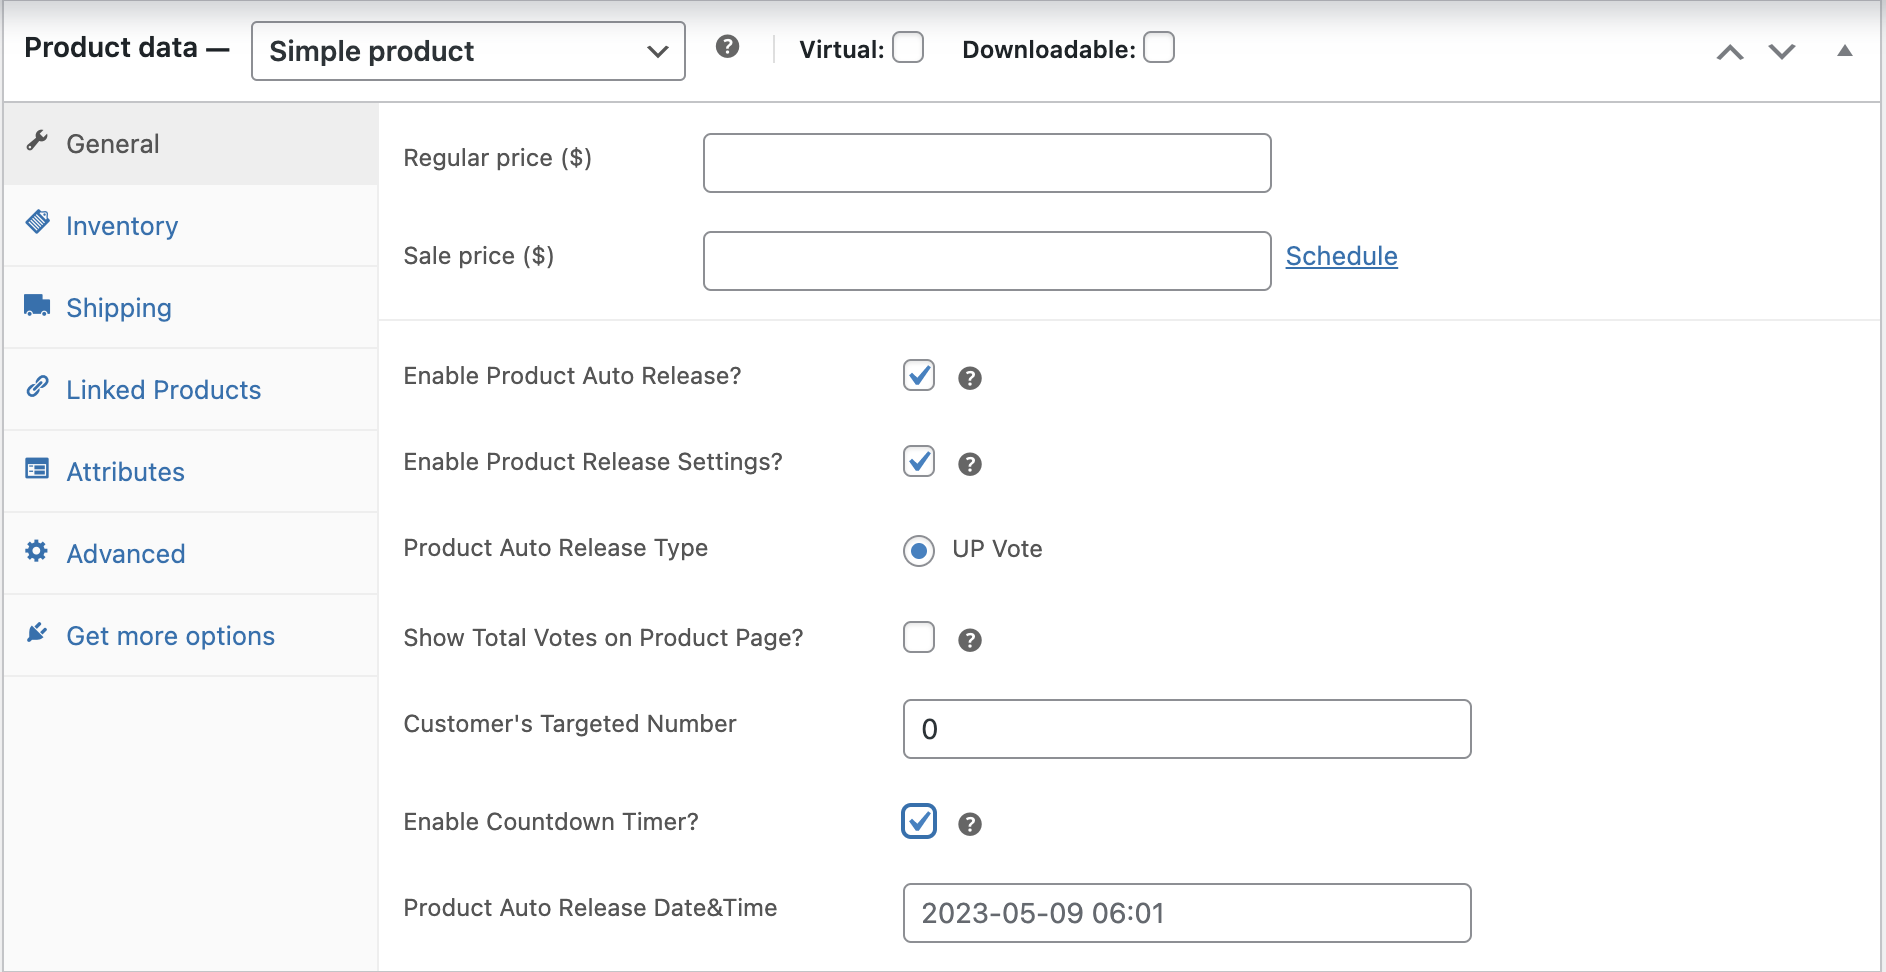 Product data — Simple product Virtual: Downloadable:
General
Inventory
Shipping
Linked Products
Attributes
Advanced
Get more options
Regular price ($)
Sale price ($) Schedule
Enable Product Auto Release?
Enable Product Release Settings?
Product Auto Release Type UP Vote
Show Total Votes on Product Page?
Customer's Targeted Number 0
Enable Countdown Timer?
Product Auto Release Date&Time 2023-05-09 06:01